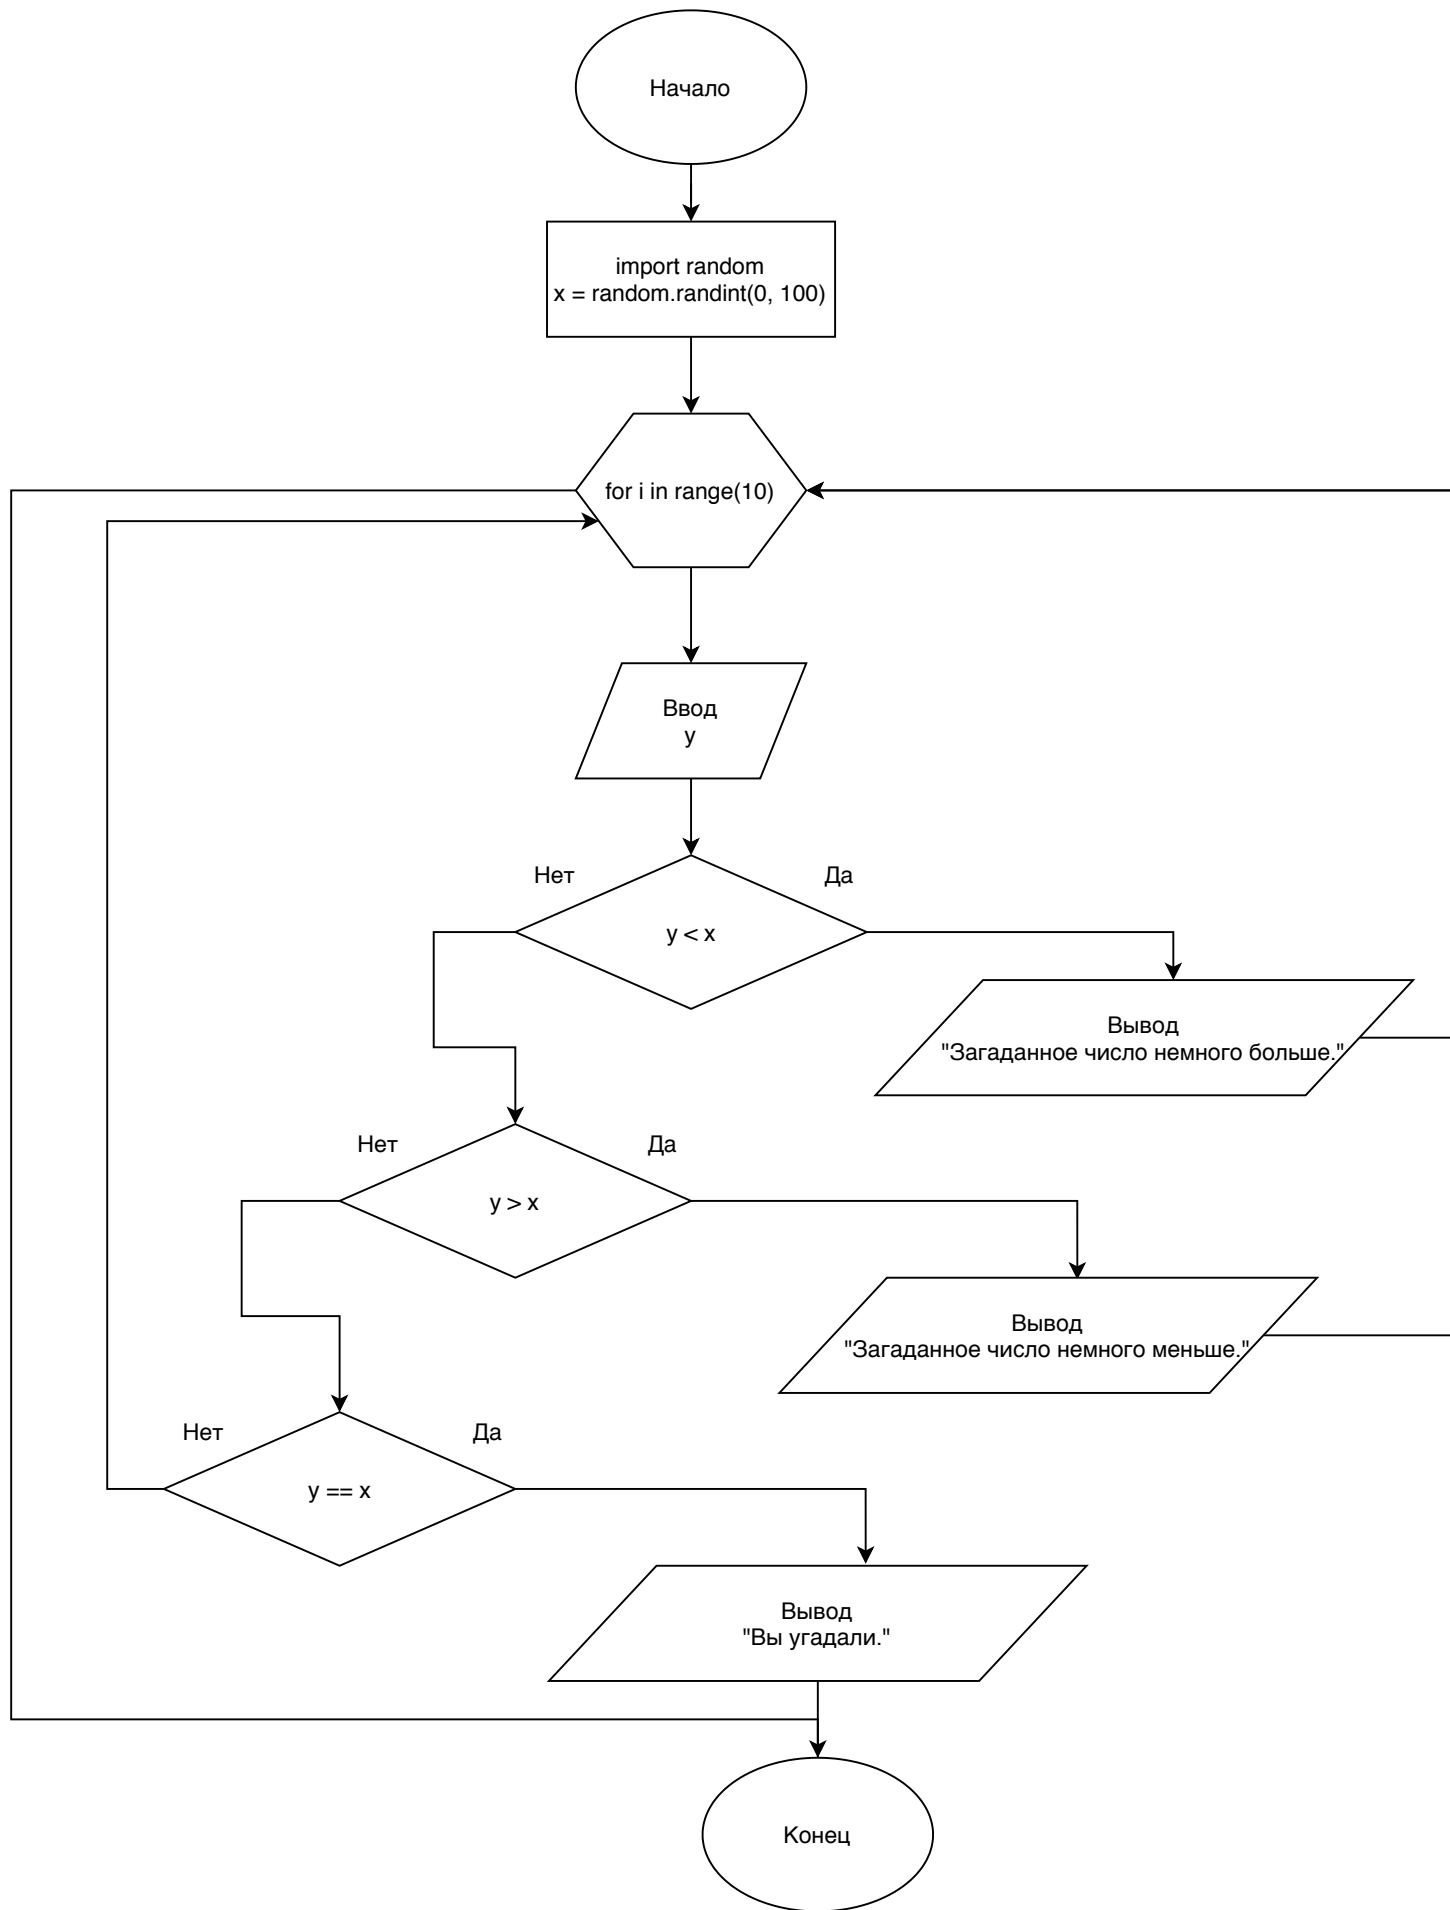 Начало
import random
x = random.randint(0, 100)
for i in range(10)
Ввод
y
Нет
Да
y < x
Вывод
"Загаданное число немного больше."
Нет
Да
y > x
Вывод
"Загаданное число немного меньше."
Нет
Да
y == x
Вывод
"Вы угадали."
Конец